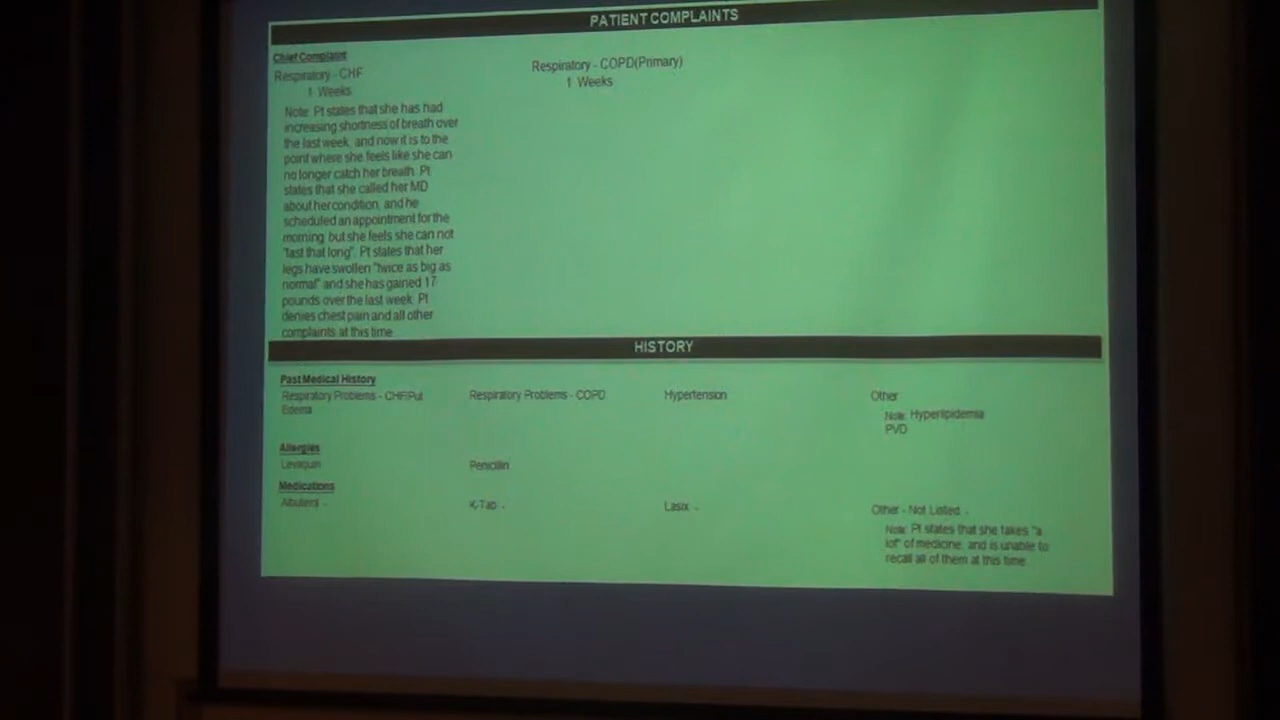 PATIENT COMPLAINTS
Chief Complaint
Respiratory - CHF
1 Weeks
Respiratory - COPD(Primary)
1 Weeks
Note: Pt states that she has had
increasing shortness of breath over
the last week, and now it is to the
point where she feels like she can
no longer catch her breath. Pt
states that she called her MD
about her condition, and he
scheduled an appointment for the
morning, but she feels she can not
"last that long". Pt states that her
legs have swollen "twice as big as
normal" and she has gained 17
pounds over the last week. Pt
denies chest pain and all other
complaints at this time
HISTORY
Past Medical History
Respiratory Problems - CHF/Pul
Edema
Respiratory Problems - COPD
Hypertension
Other
Note: Hyperlipidemia
PVD
Allergies
Levaquin
Penicillin
Medications
Albuterol -
K-Tab -
Lasix -
Other - Not Listed -
Note: Pt states that she takes "a
lot" of medicine, and is unable to
recall all of them at this time